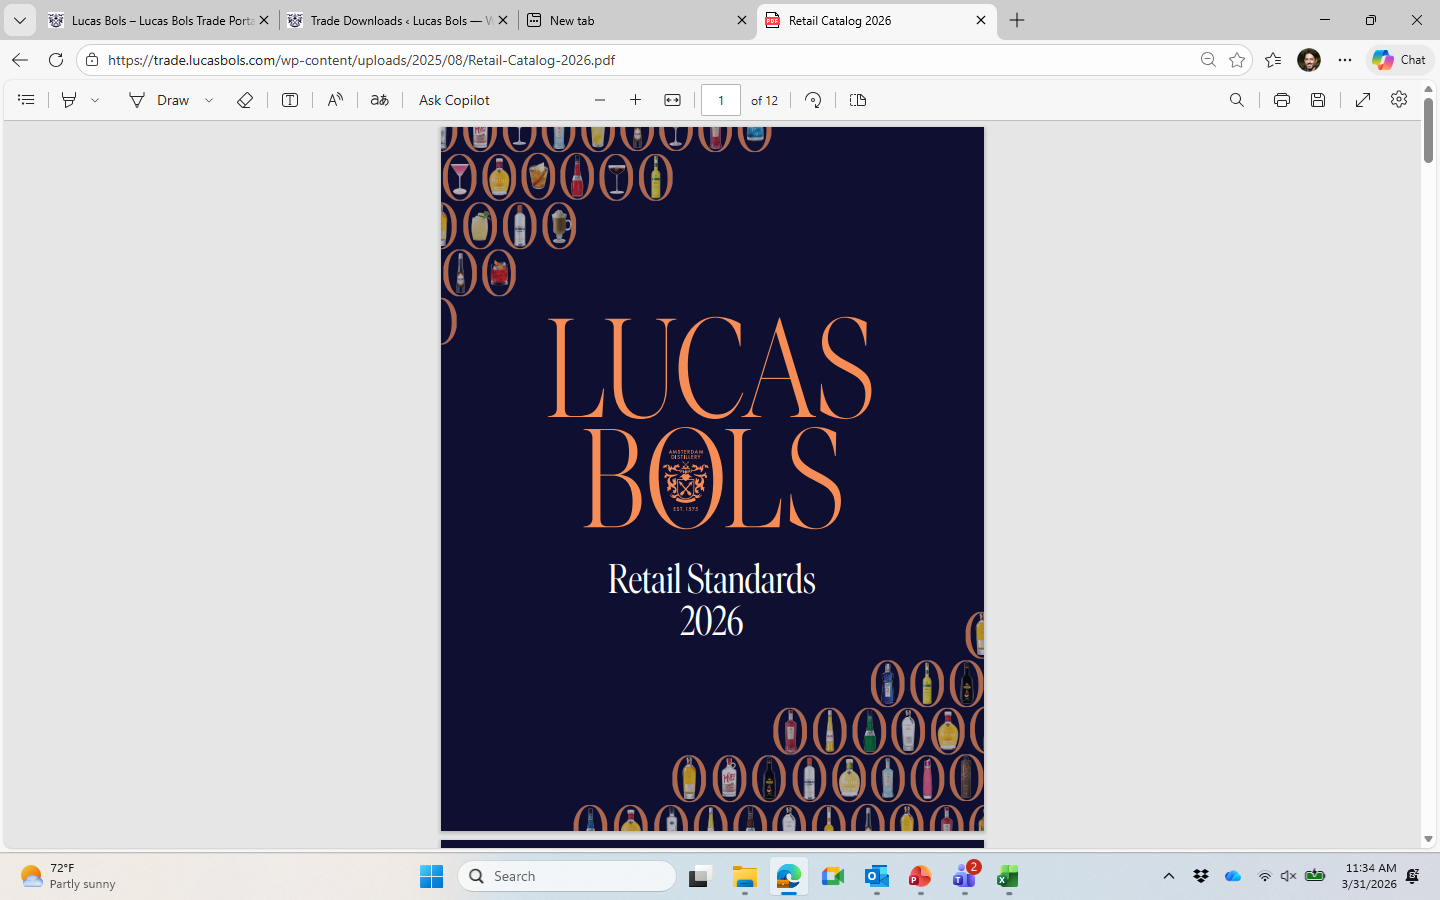 Lucas Bols – Lucas Bols Trade Porta
Trade Downloads ‹ Lucas Bols — W
New tab
Retail Catalog 2026
https://trade.lucasbols.com/wp-content/uploads/2025/08/Retail-Catalog-2026.pdf
Chat
Draw
Ask Copilot
1
of 12
LUCAS
BOLS
AMSTERDAM
DISTILLERY
EST. 1575
Retail Standards
2026
72°F
Partly sunny
Search
2
11:34 AM
3/31/2026